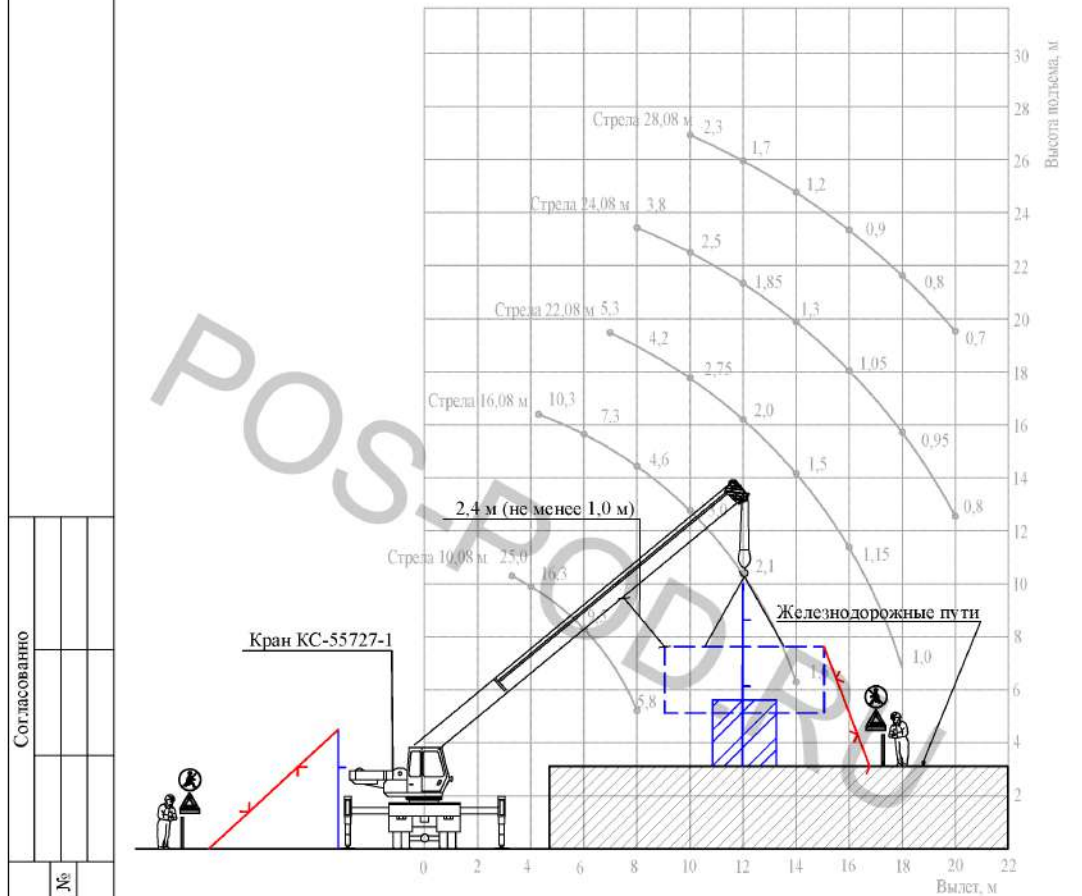 30
Высота подъема, м
28
Стрела 28,08 м 2,3
1,7
26
1,2
24
Стрела 24,08 м 3,8
0,9
2,5
22
1,85
0,8
Стрела 22,08 м 5,3
1,3
20
4,2
0,7
2,75
1,05
18
Стрела 16,08 м 10,3
2,0
7,3
16
0,95
4,6
1,5
14
2,4 м (не менее 1,0 м)
0,8
12
Стрела 10,08 м 25,0
2,1
1,15
16,3
10
Железнодорожные пути
Кран КС-55727-1
8
1,0
6
5,8
4
2
0 2 4 6 8 10 12 14 16 18 20 22
Вылет, м
Согласованно
№
POS-POD.RU